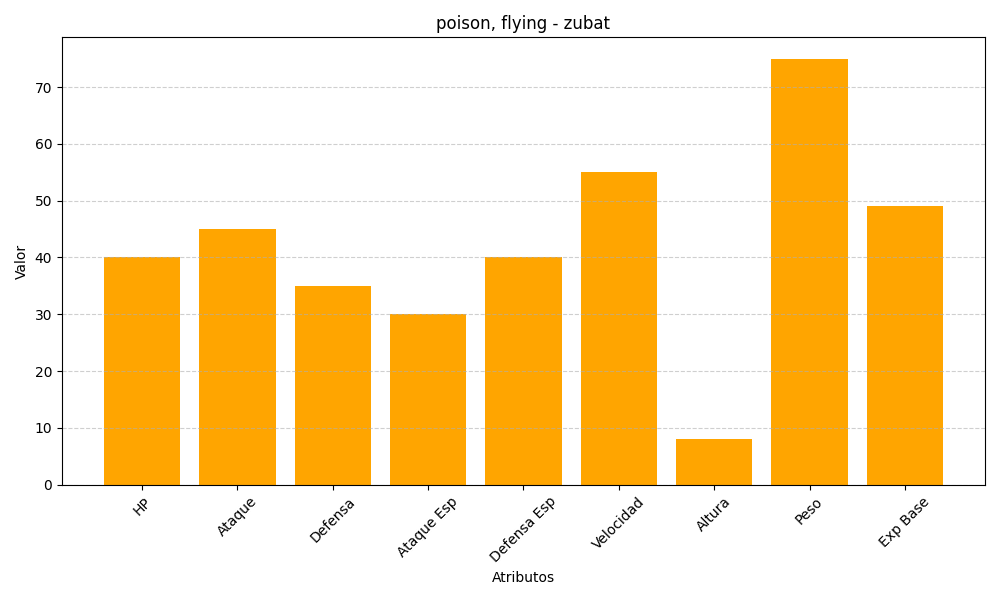 poison, flying - zubat
Valor
70
60
50
40
30
20
10
0
HP
Ataque
Defensa
Ataque Esp
Defensa Esp
Velocidad
Altura
Peso
Exp Base
Atributos